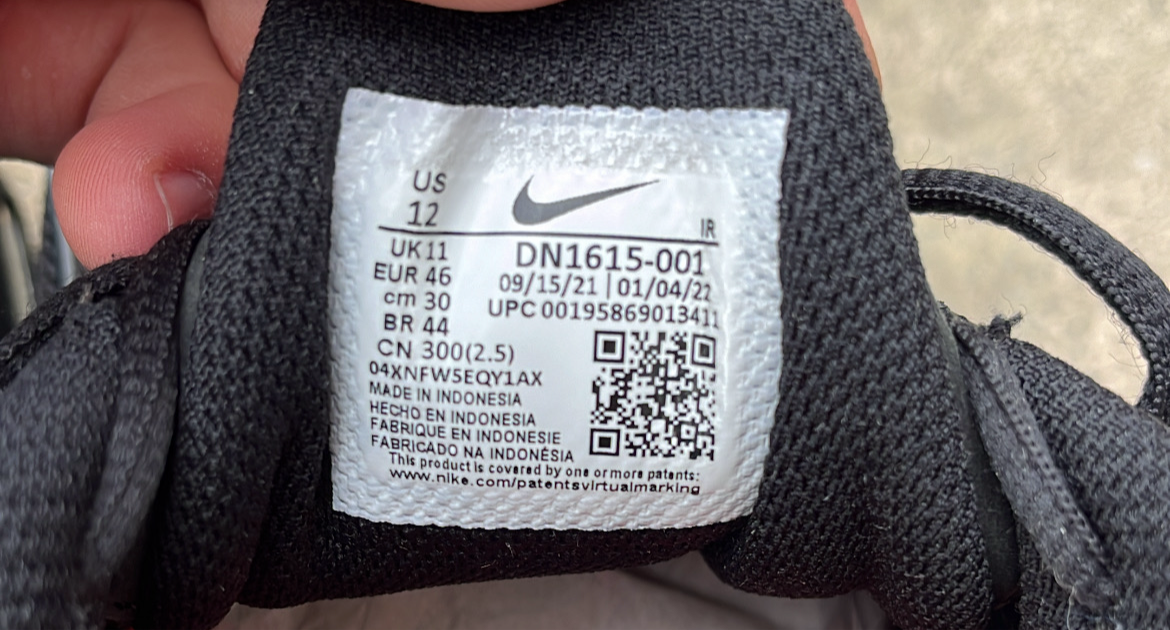 US
12
IR
UK 11
DN1615-001
EUR 46
09/15/21 | 01/04/22
cm 30
UPC 00195869013411
BR 44
CN 300(2.5)
04XNFW5EQY1AX
MADE IN INDONESIA
HECHO EN INDONESIA
FABRIQUE EN INDONESIE
FABRICADO NA INDONÉSIA
This product is covered by one or more patents:
www.nike.com/patentsvirtualmarking